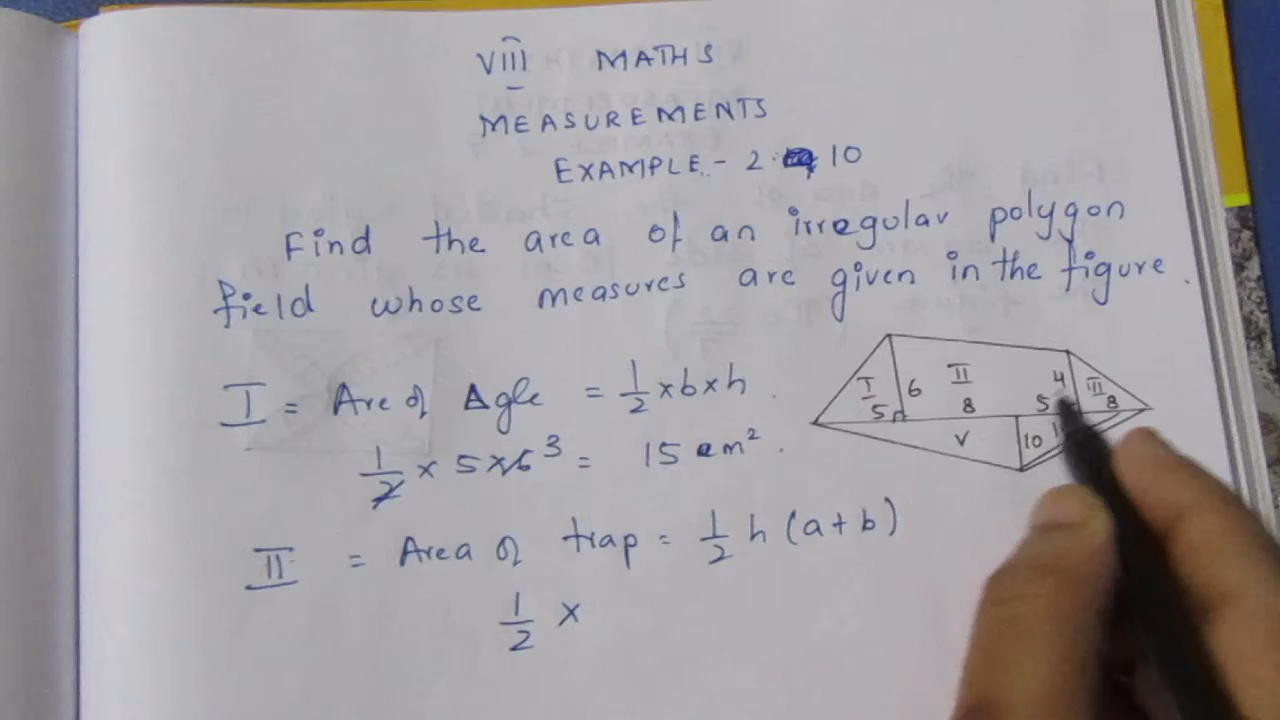 VIII MATHS
MEASUREMENTS
EXAMPLE - 2. 10
Find the area of an irregular polygon
field whose measures are given in the figure.
I = Are of Δgle = 1/2 × b × h
1/2 × 5 × 6 3 = 15 cm²
II = Area of trap = 1/2 h (a + b)
1/2 ×
I 5 6 II 8 5 4 III 8
V 10